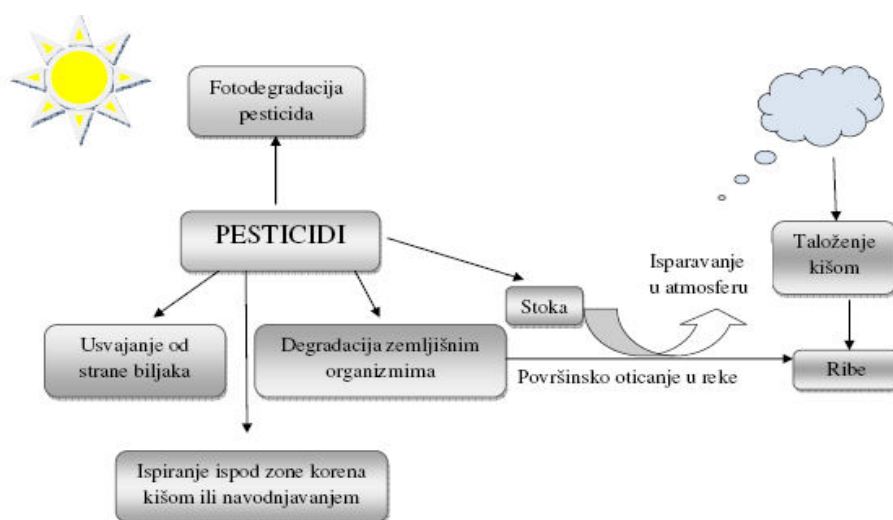 Fotodegradacija
pesticida
PESTICIDI
Taloženje
kišom
Isparavanje
u atmosferu
Stoka
Usvajanje od
strane biljaka
Degradacija zemljišnim
organizmima
Površinsko oticanje u reke
Ribe
Ispiranje ispod zone korena
kišom ili navodnjavanjem